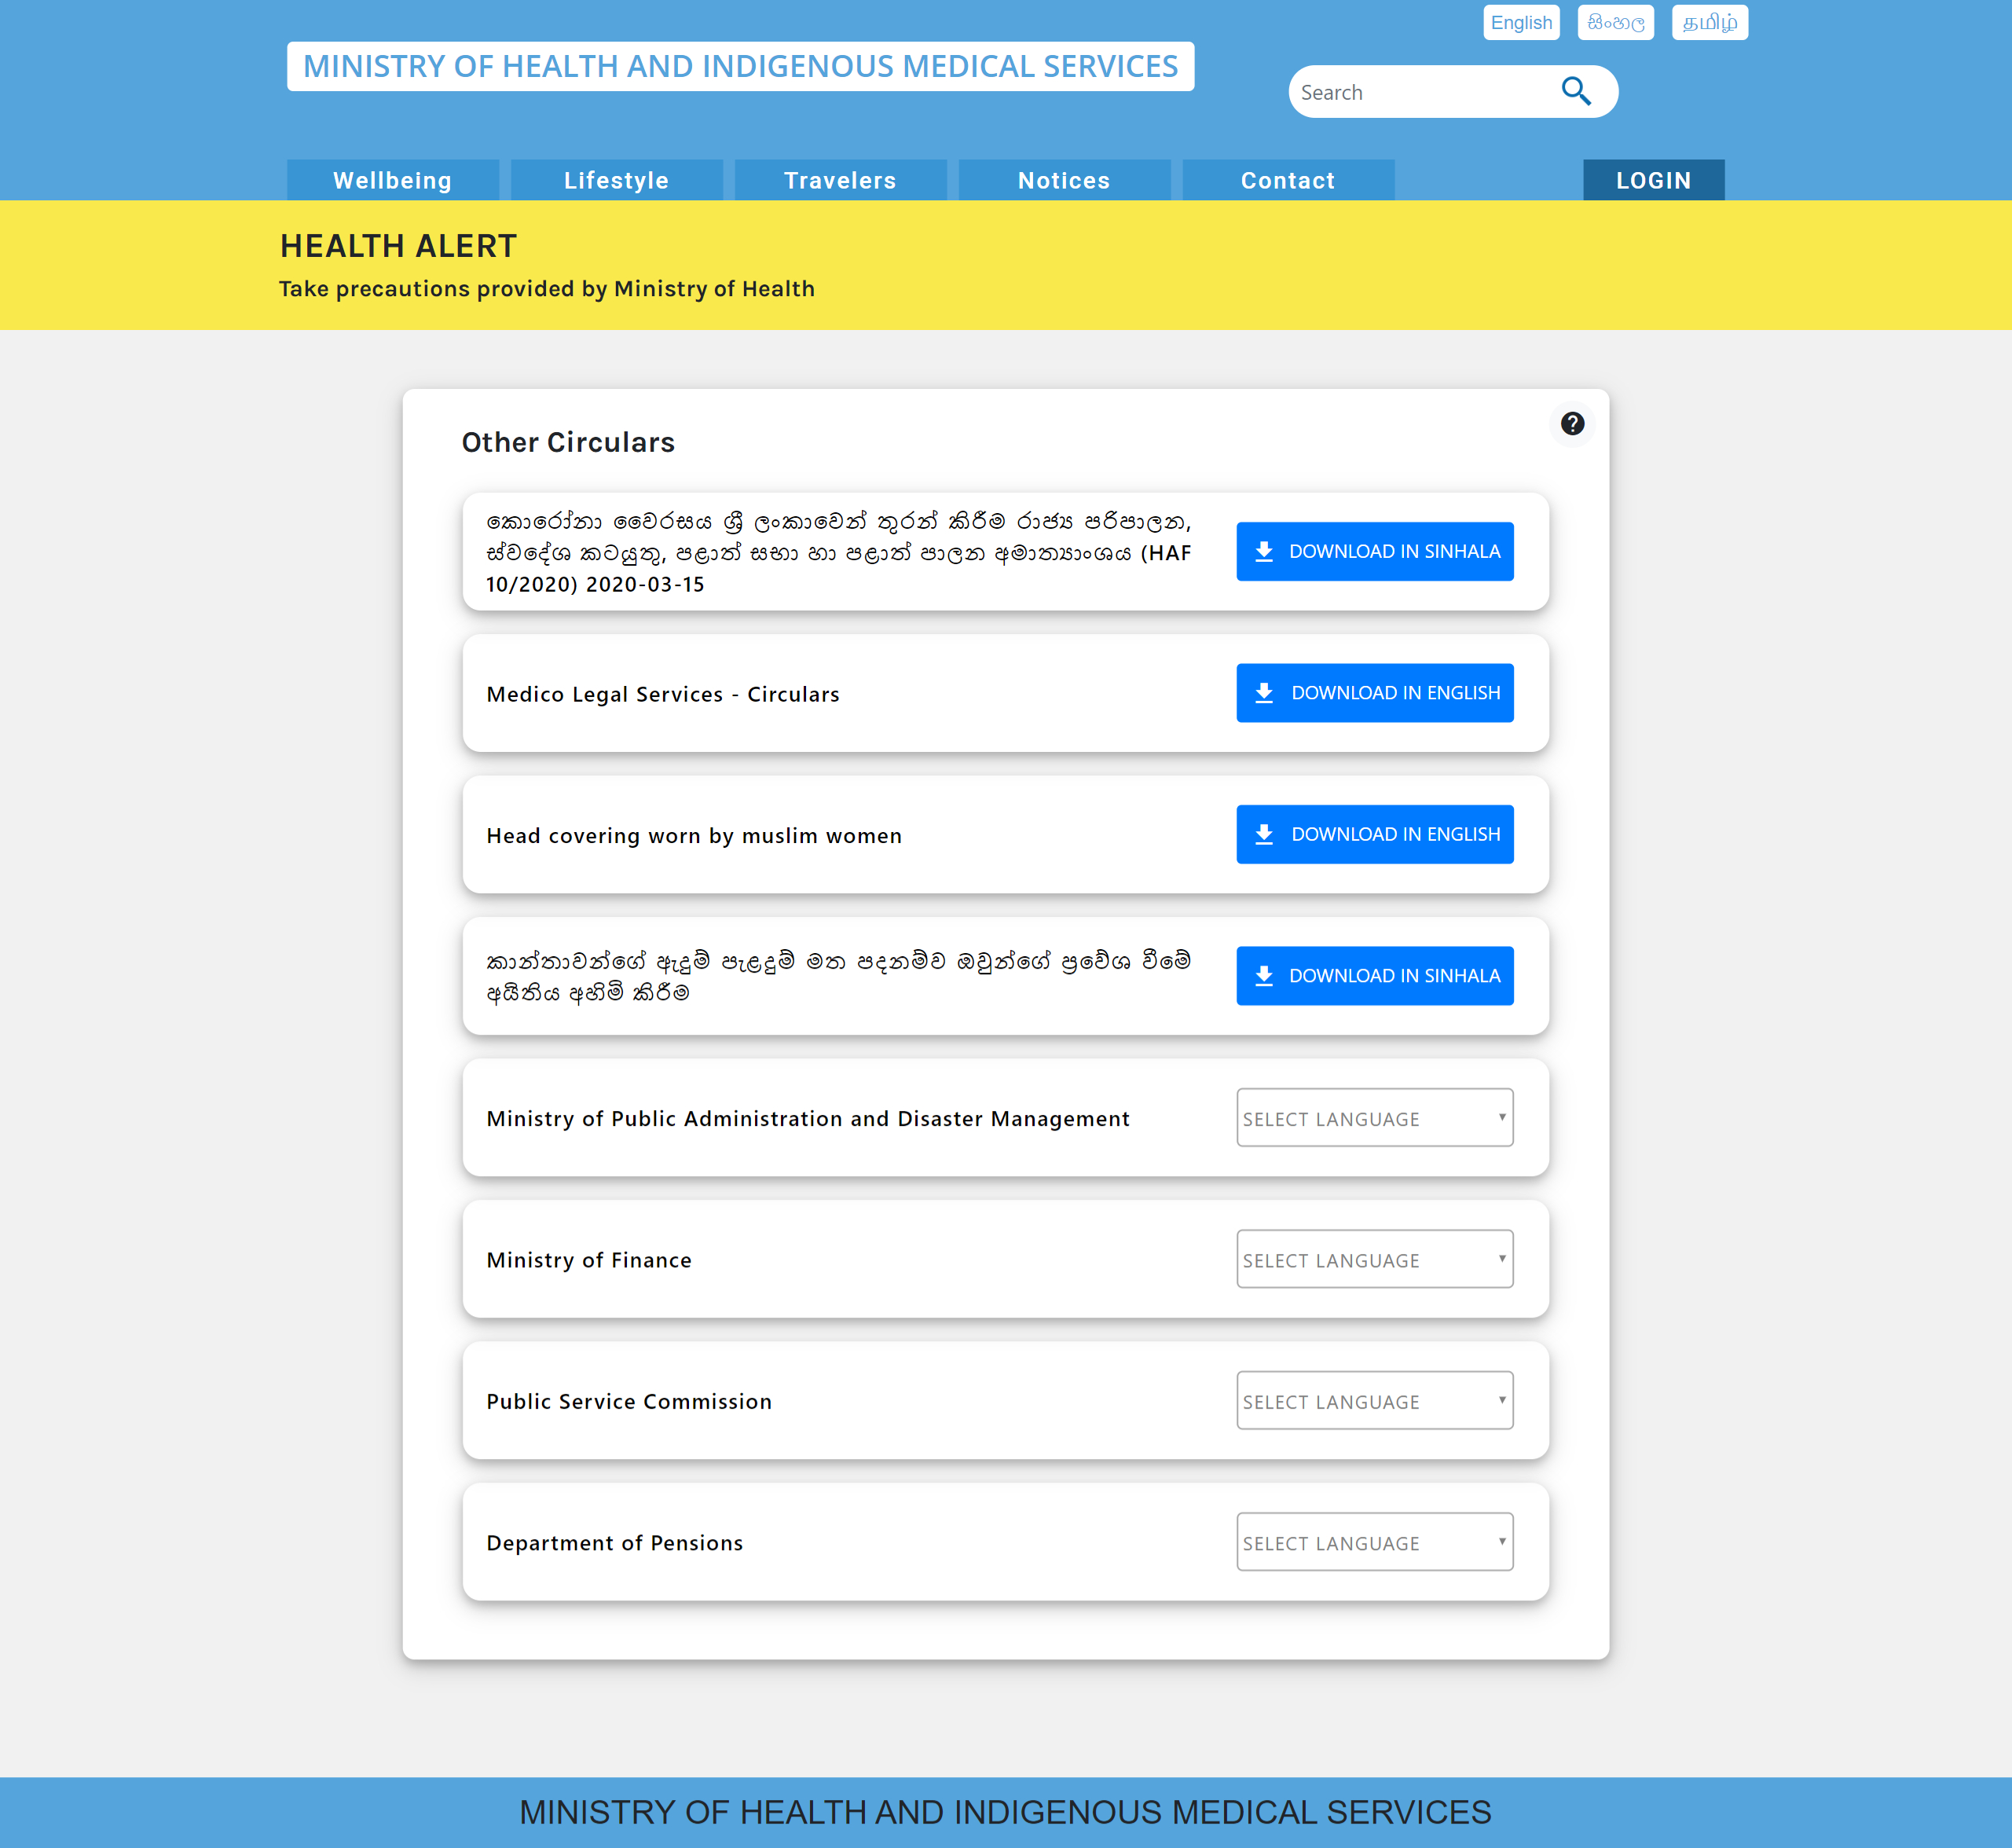 English
සිංහල
தமிழ்
MINISTRY OF HEALTH AND INDIGENOUS MEDICAL SERVICES
Search
Wellbeing
Lifestyle
Travelers
Notices
Contact
LOGIN
HEALTH ALERT
Take precautions provided by Ministry of Health
Other Circulars
?
කොරෝනා වෛරසය ශ්‍රී ලංකාවෙන් තුරන් කිරීම රාජ්‍ය පරිපාලන,
ස්වදේශ කටයුතු, පළාත් සභා හා පළාත් පාලන අමාත්‍යාංශය (HAF
10/2020) 2020-03-15
DOWNLOAD IN SINHALA
Medico Legal Services - Circulars
DOWNLOAD IN ENGLISH
Head covering worn by muslim women
DOWNLOAD IN ENGLISH
කාන්තාවන්ගේ ඇදුම් පැළදුම් මත පදනම්ව ඔවුන්ගේ ප්‍රවේශ වීමේ
අයිතිය අහිමි කිරීම
DOWNLOAD IN SINHALA
Ministry of Public Administration and Disaster Management
SELECT LANGUAGE
Ministry of Finance
SELECT LANGUAGE
Public Service Commission
SELECT LANGUAGE
Department of Pensions
SELECT LANGUAGE
MINISTRY OF HEALTH AND INDIGENOUS MEDICAL SERVICES